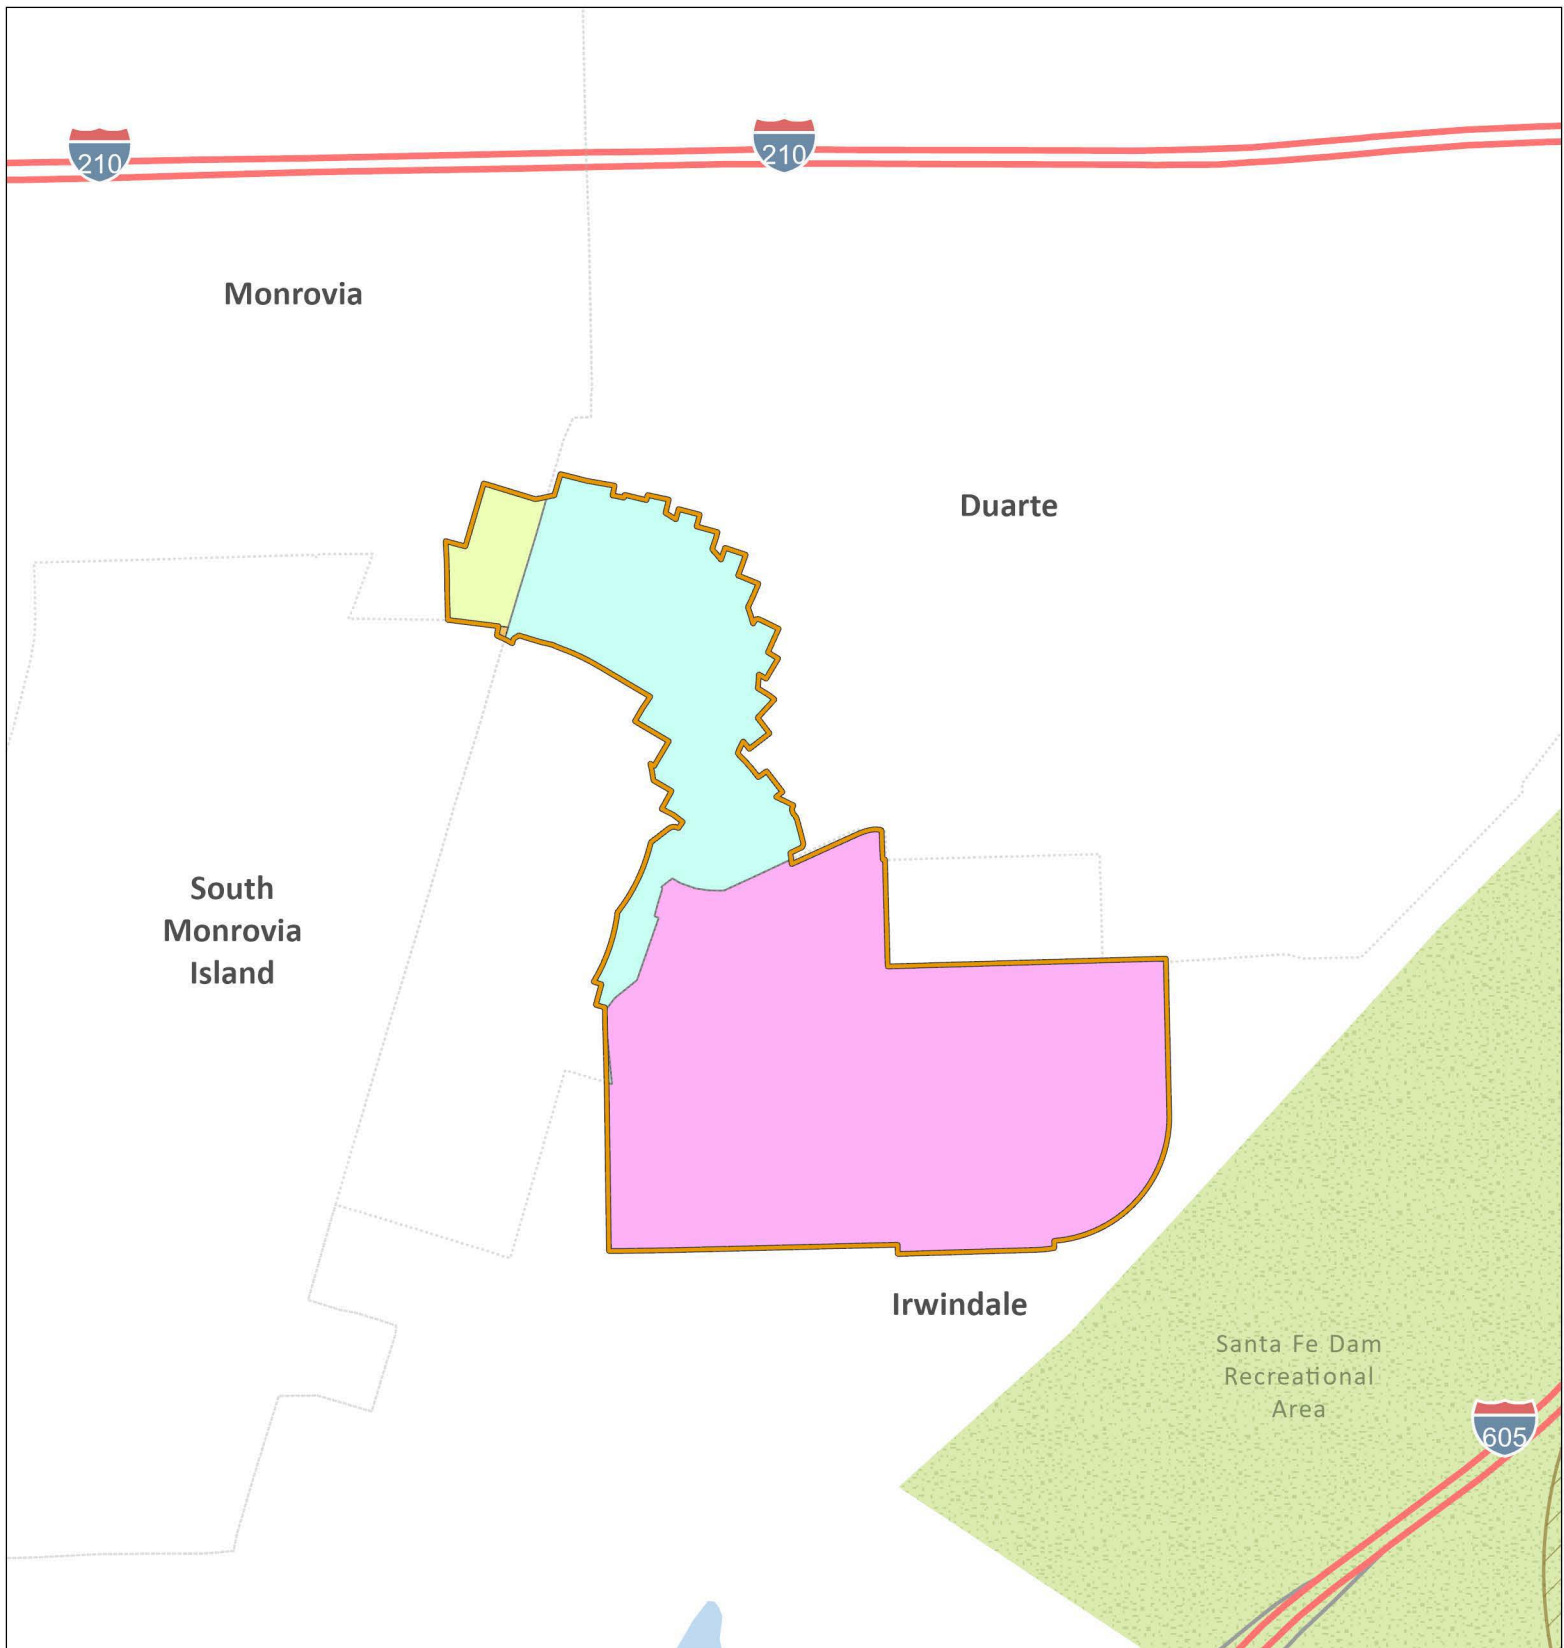 210
210
Monrovia
Duarte
South
Monrovia
Island
Irwindale
Santa Fe Dam
Recreational
Area
605